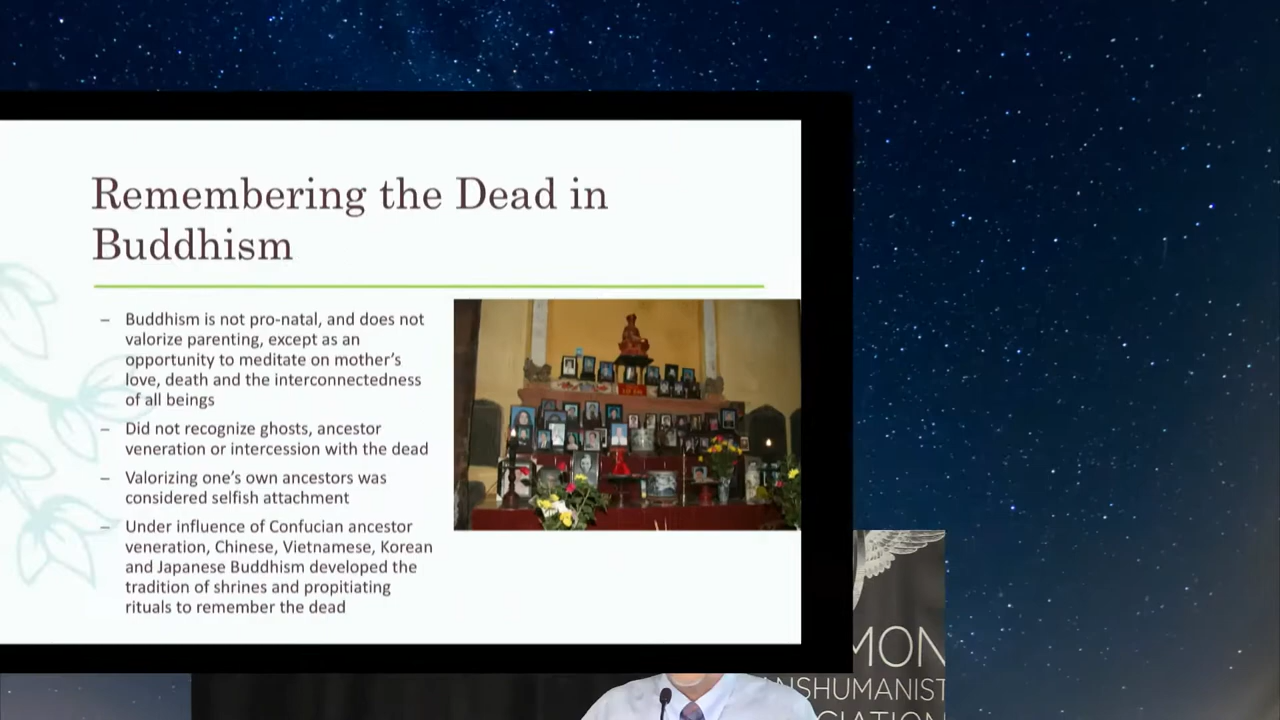 Remembering the Dead in
Buddhism
– Buddhism is not pro-natal, and does not
valorize parenting, except as an
opportunity to meditate on mother’s
love, death and the interconnectedness
of all beings
– Did not recognize ghosts, ancestor
veneration or intercession with the dead
– Valorizing one’s own ancestors was
considered selfish attachment
– Under influence of Confucian ancestor
veneration, Chinese, Vietnamese, Korean
and Japanese Buddhism developed the
tradition of shrines and propitiating
rituals to remember the dead
MON
NSHUMANIST
CIATION